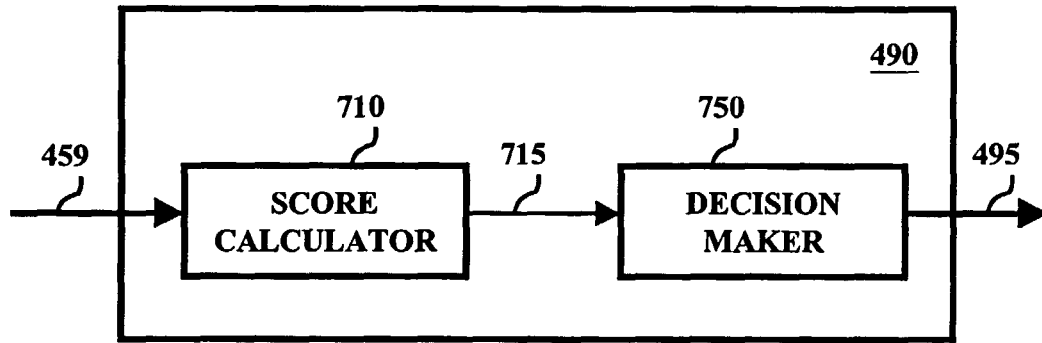 490
710
750
459
715
495
SCORE
CALCULATOR
DECISION
MAKER